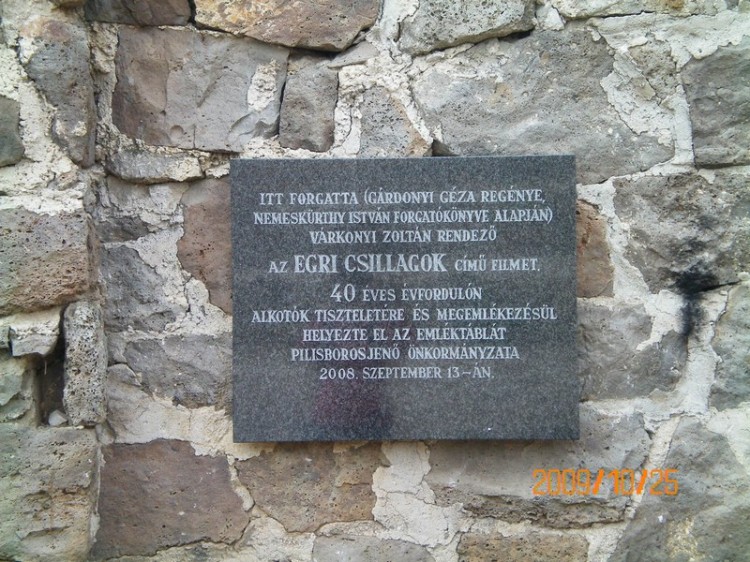 ITT FORGATTA (GÁRDONYI GÉZA REGÉNYE,
NEMESKÜRTHY ISTVÁN FORGATÓKÖNYVE ALAPJÁN)
VÁRKONYI ZOLTÁN RENDEZŐ
AZ EGRI CSILLAGOK CÍMŰ FILMET.
40 ÉVES ÉVFORDULÓN
ALKOTÓK TISZTELETÉRE ÉS MEGEMLÉKEZÉSÜL
HELYEZTE EL AZ EMLÉKTÁBLÁT
PILISBOROSJENŐ ÖNKORMÁNYZATA
2008. SZEPTEMBER 13-ÁN.
2009/10/25